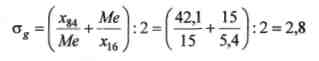 σg = (x84/Me + Me/x16) : 2 = (42,1/15 + 15/5,4) : 2 = 2,8